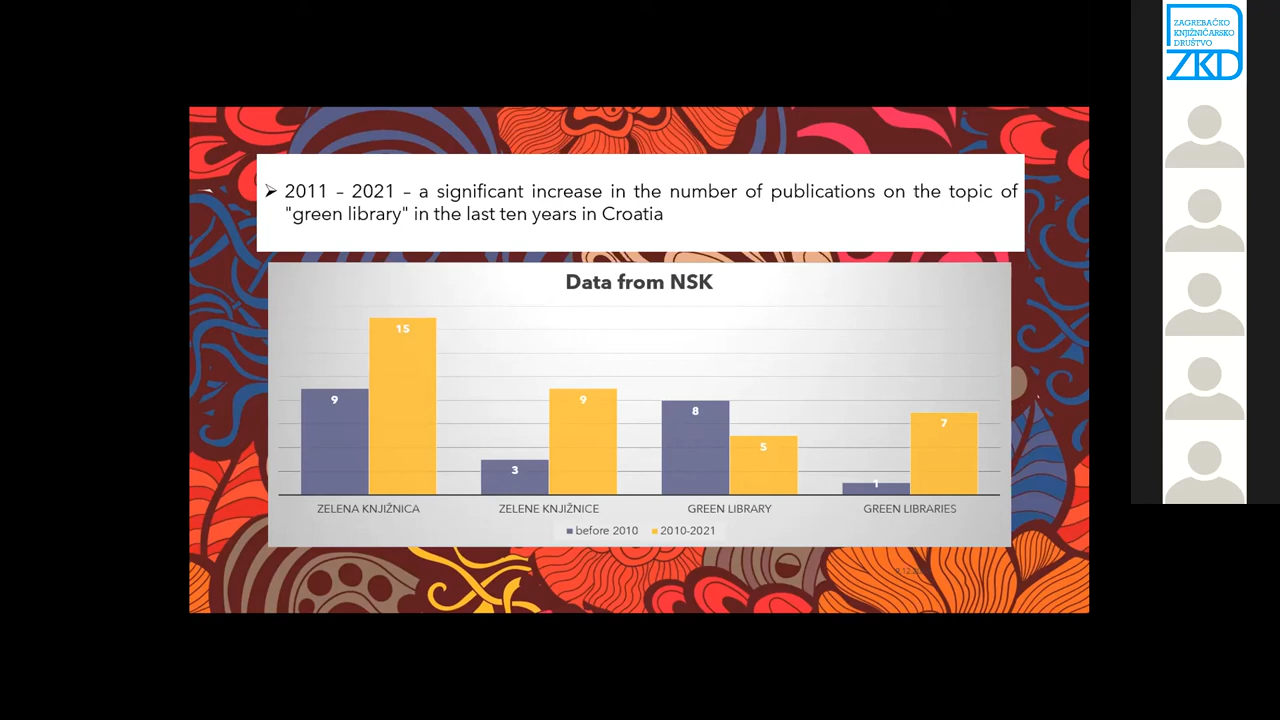 ZAGREBAČKO
KNJIŽNIČARSKO
DRUŠTVO
ZKD
➢ 2011 – 2021 – a significant increase in the number of publications on the topic of
"green library" in the last ten years in Croatia
Data from NSK
9 15 3 9 8 5 1 7
ZELENA KNJIŽNICA ZELENE KNJIŽNICE GREEN LIBRARY GREEN LIBRARIES
before 2010 2010-2021